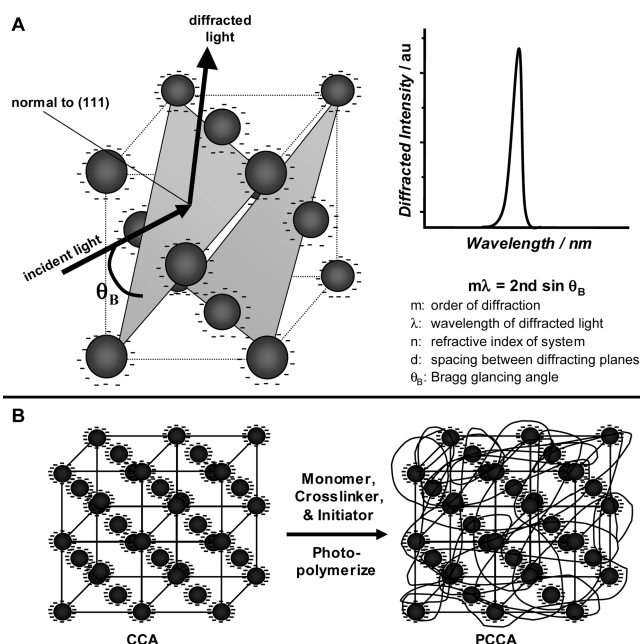 A
diffracted
light
normal to (111)
incident light
θB
Diffracted Intensity / au
Wavelength / nm
mλ = 2nd sin θB
m: order of diffraction
λ: wavelength of diffracted light
n: refractive index of system
d: spacing between diffracting planes
θB: Bragg glancing angle
B
Monomer,
Crosslinker,
& Initiator
Photo-
polymerize
CCA
PCCA